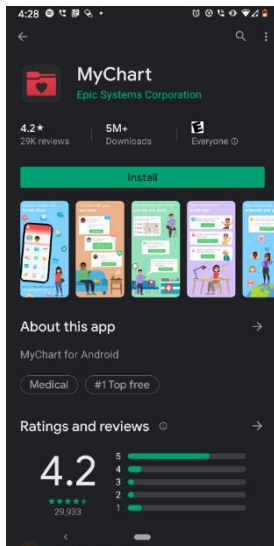 4:28
MyChart
Epic Systems Corporation
4.2★
29K reviews
5M+
Downloads
E
Everyone
Install
About this app
MyChart for Android
Medical
#1 Top free
Ratings and reviews
4.2
5
4
3
2
1
29,933